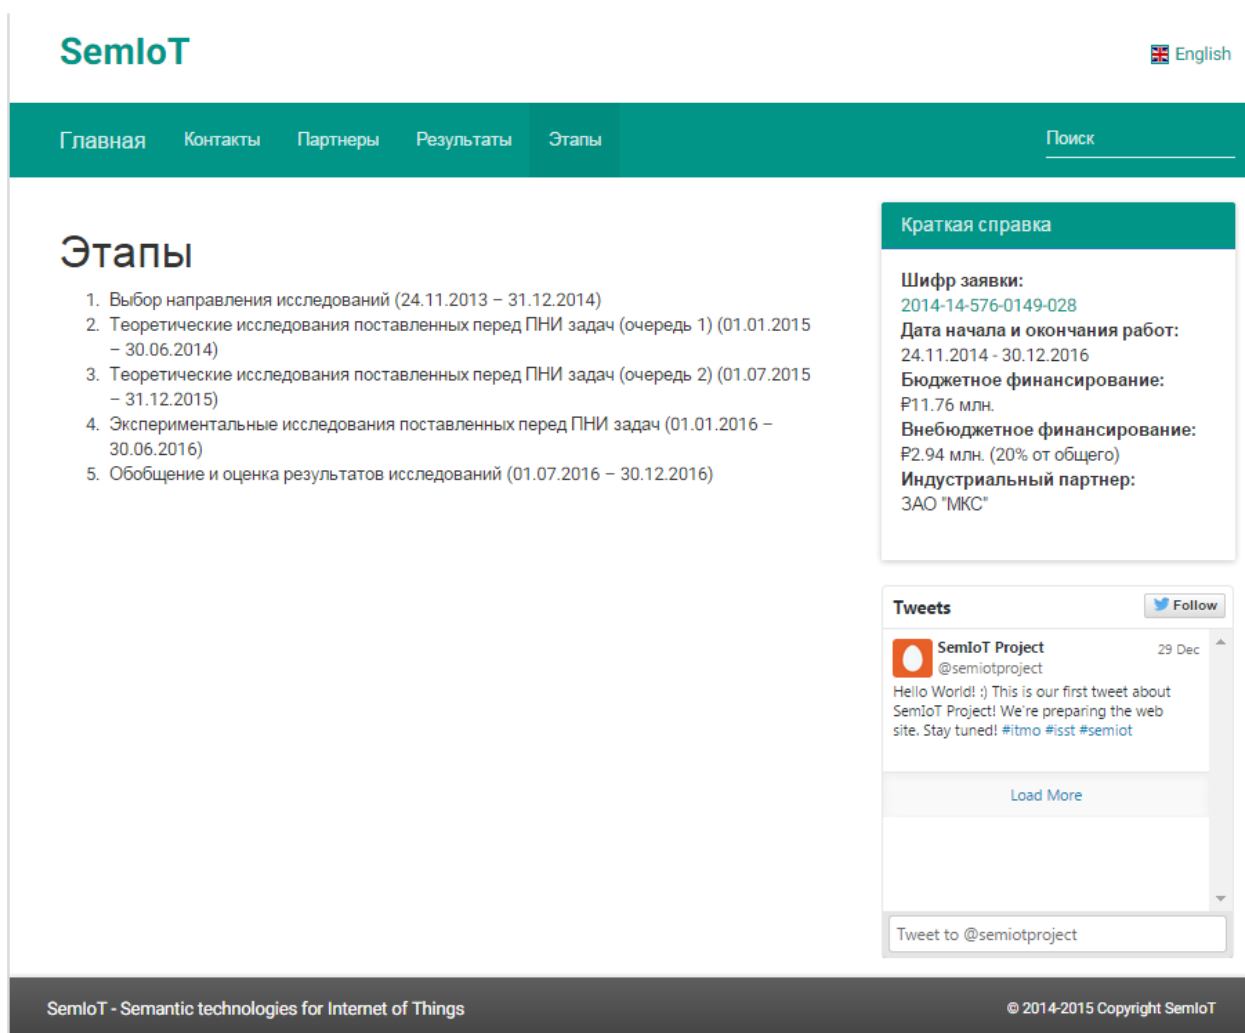 SemIoT
English
Главная Контакты Партнеры Результаты Этапы Поиск
Этапы
1. Выбор направления исследований (24.11.2013 – 31.12.2014)
2. Теоретические исследования поставленных перед ПНИ задач (очередь 1) (01.01.2015
– 30.06.2014)
3. Теоретические исследования поставленных перед ПНИ задач (очередь 2) (01.07.2015
– 31.12.2015)
4. Экспериментальные исследования поставленных перед ПНИ задач (01.01.2016 –
30.06.2016)
5. Обобщение и оценка результатов исследований (01.07.2016 – 30.12.2016)
Краткая справка
Шифр заявки:
2014-14-576-0149-028
Дата начала и окончания работ:
24.11.2014 - 30.12.2016
Бюджетное финансирование:
₽11.76 млн.
Внебюджетное финансирование:
₽2.94 млн. (20% от общего)
Индустриальный партнер:
ЗАО "МКС"
Tweets Follow
SemIoT Project 29 Dec
@semiotproject
Hello World! :) This is our first tweet about
SemIoT Project! We're preparing the web
site. Stay tuned! #itmo #isst #semiot
Load More
Tweet to @semiotproject
SemIoT - Semantic technologies for Internet of Things © 2014-2015 Copyright SemIoT